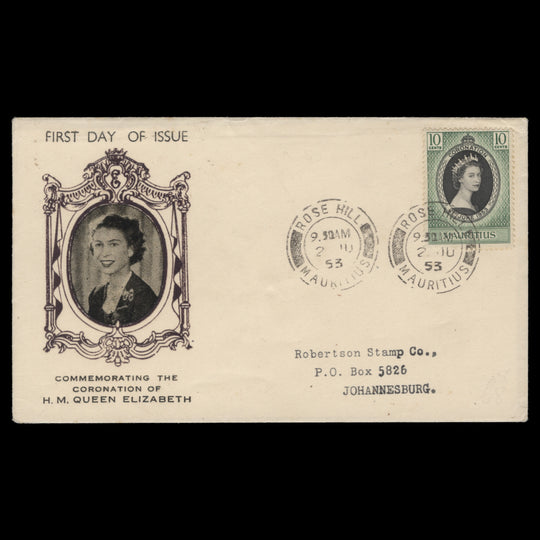 FIRST DAY OF ISSUE
E
10 CENTS
10 CENTS
CORONATION
MAURITIUS
ROSE HILL
9.30AM
2 JU
53
MAURITIUS
ROSE
9.30AM
2 JU
53
MAURITIUS
COMMEMORATING THE
CORONATION OF
H. M. QUEEN ELIZABETH
Robertson Stamp Co.,
P.O. Box 5826
JOHANNESBURG.